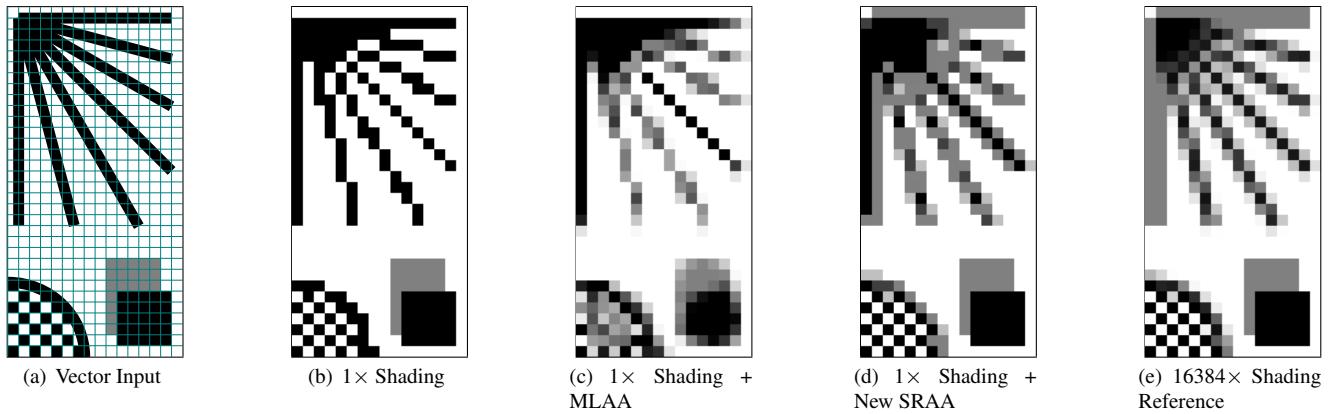 (a) Vector Input
(b) 1× Shading
(c) 1× Shading +
MLAA
(d) 1× Shading +
New SRAA
(e) 16384× Shading
Reference